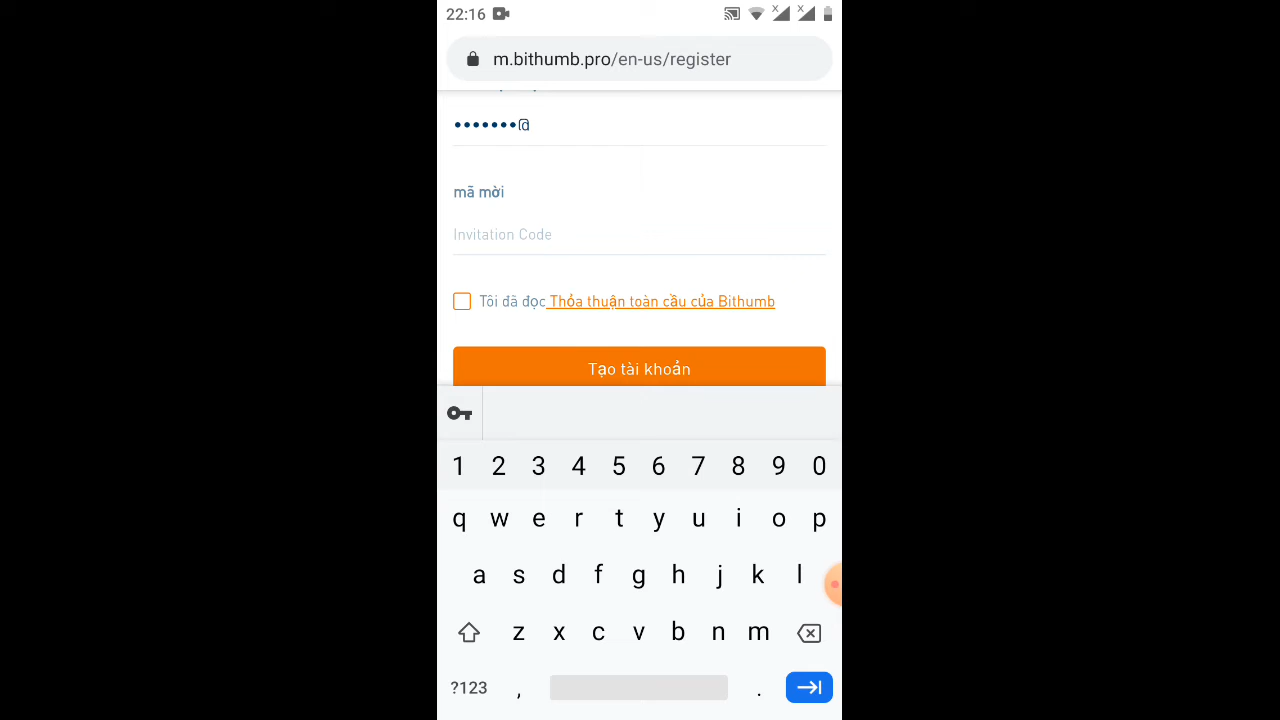 22:16
m.bithumb.pro/en-us/register
•••••••@
mã mời
Invitation Code
Tôi đã đọc Thỏa thuận toàn cầu của Bithumb
Tạo tài khoản
1 2 3 4 5 6 7 8 9 0
q w e r t y u i o p
a s d f g h j k l
z x c v b n m
?123 , .